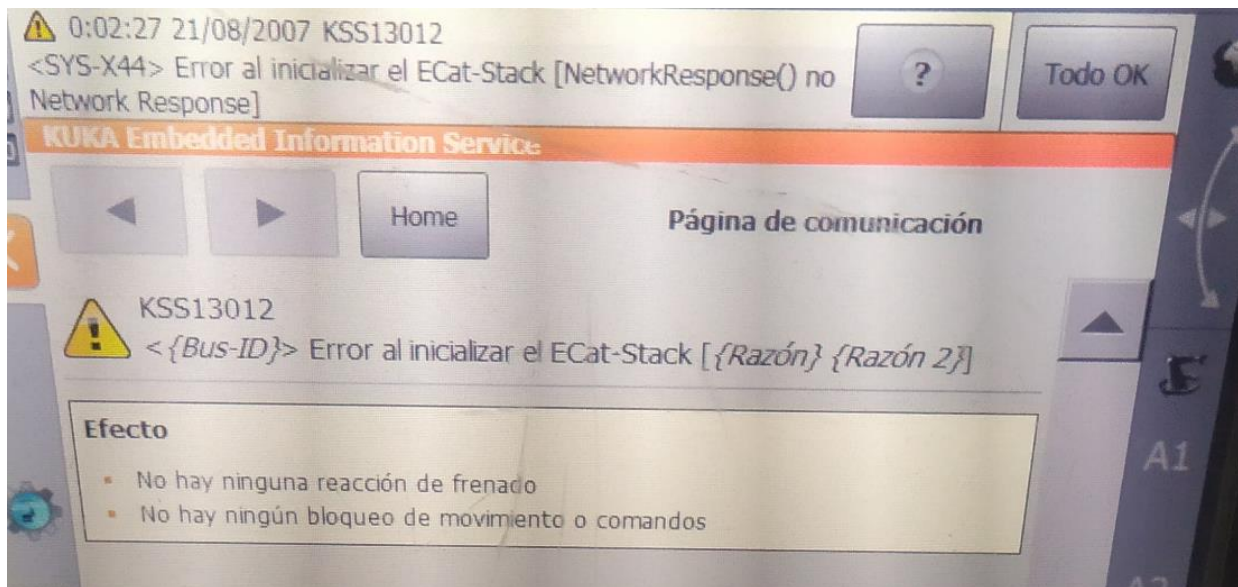 0:02:27 21/08/2007 KSS13012
<SYS-X44> Error al inicializar el ECat-Stack [NetworkResponse() no
Network Response]
?
Todo OK
KUKA Embedded Information Service
Home
Página de comunicación
KSS13012
<{Bus-ID}> Error al inicializar el ECat-Stack [{Razón} {Razón 2}]
Efecto
No hay ninguna reacción de frenado
No hay ningún bloqueo de movimiento o comandos
A1